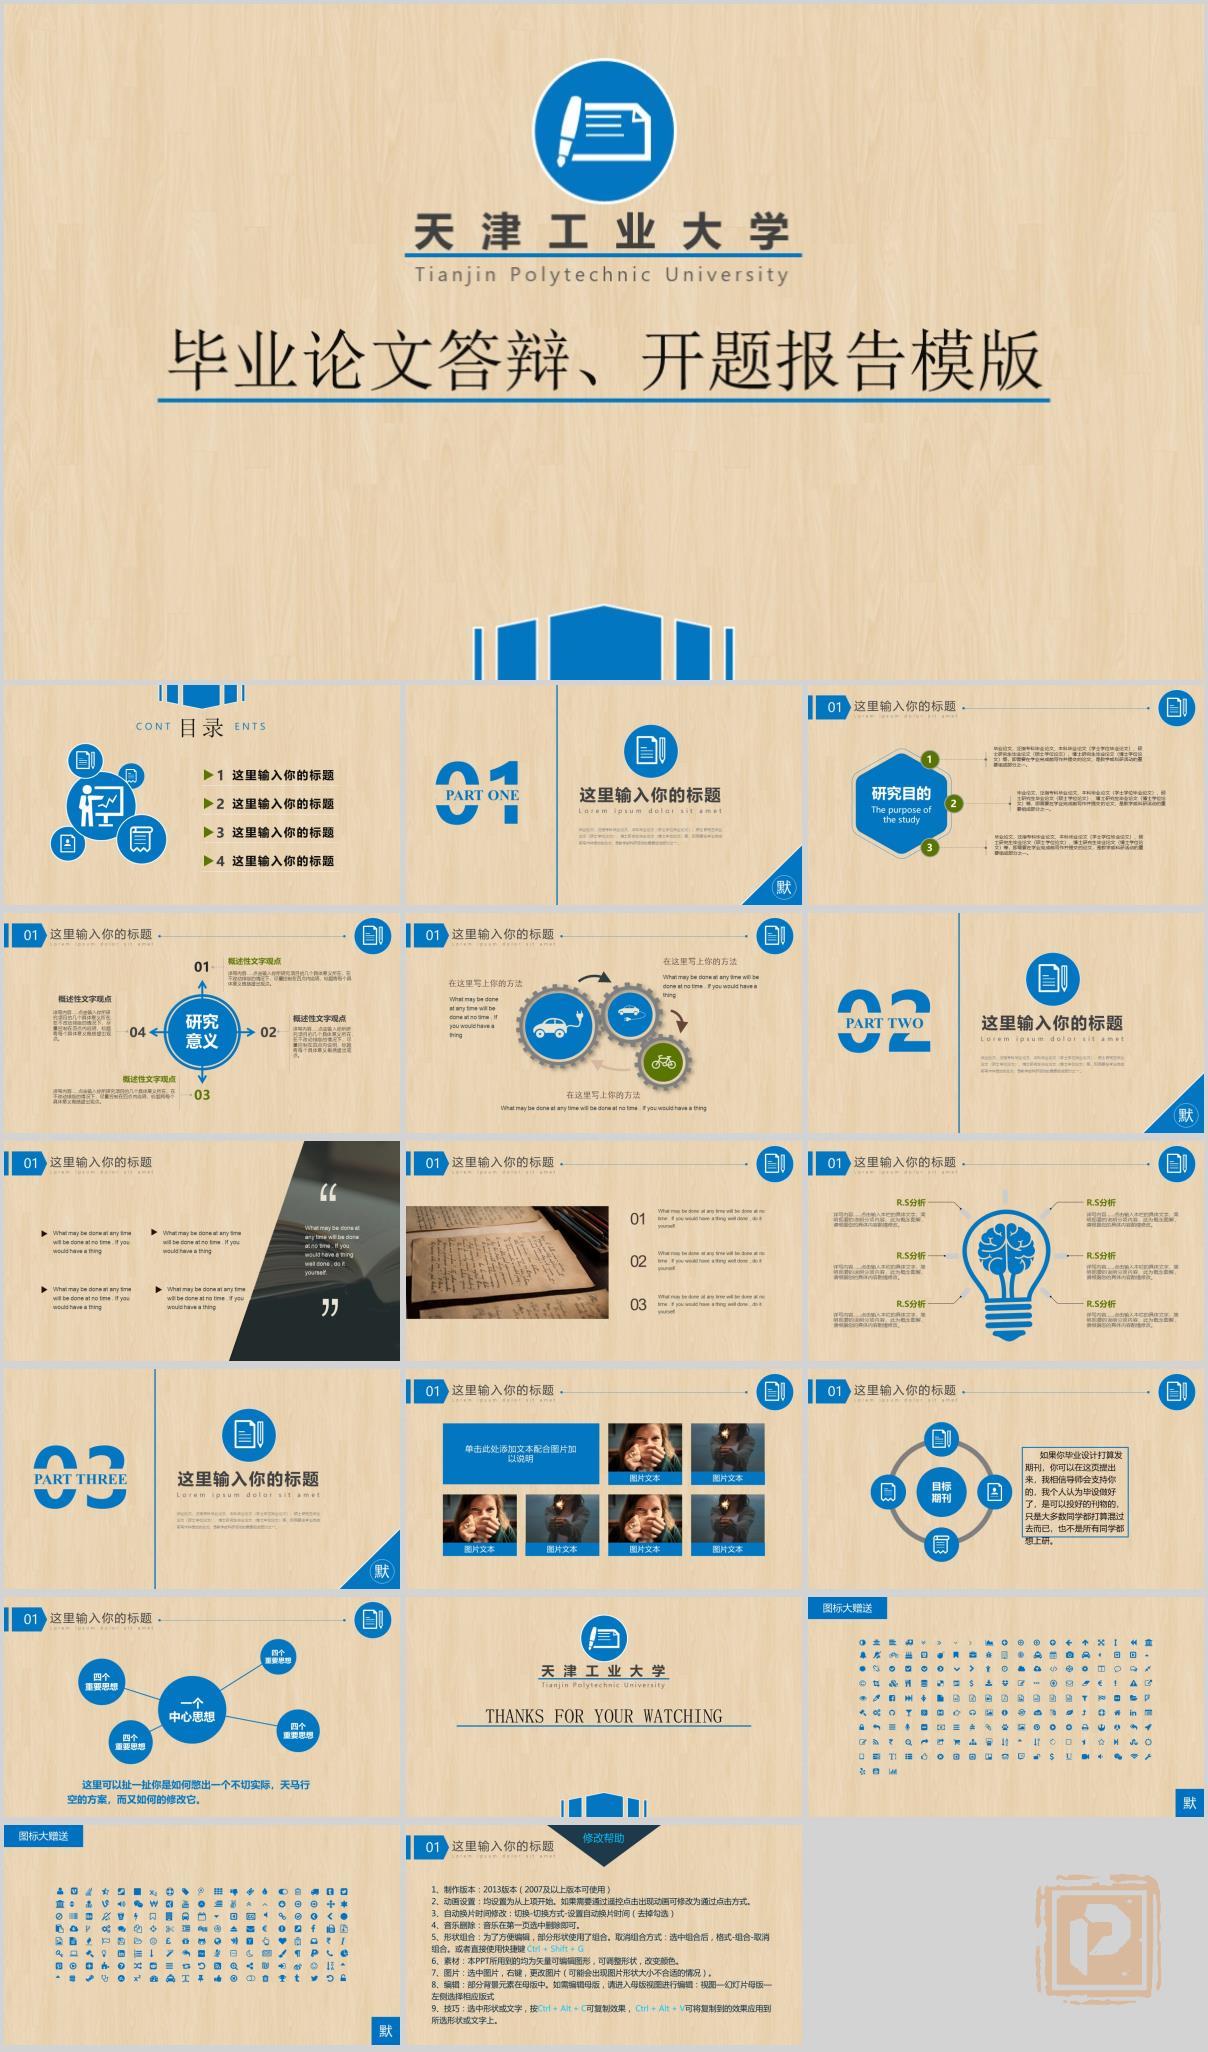 天津工业大学
Tianjin Polytechnic University
毕业论文答辩、开题报告模版
CONT 目录 ENTS
1 这里输入你的标题
2 这里输入你的标题
3 这里输入你的标题
4 这里输入你的标题
01
PART ONE
这里输入你的标题
Lorem ipsum dolor sit amet
默
01 这里输入你的标题
Lorem ipsum dolor sit amet
研究目的
The purpose of
the study
1
2
3
01 这里输入你的标题
Lorem ipsum dolor sit amet
研究
意义
01
概述性文字观点
02
概述性文字观点
03
概述性文字观点
04
概述性文字观点
01 这里输入你的标题
Lorem ipsum dolor sit amet
在这里写上你的方法
What may be done
at any time will be
done at no time . If
you would have a
thing
在这里写上你的方法
What may be done at any time will be
done at no time . If you would have a
thing
在这里写上你的方法
What may be done at any time will be done at no time . If you would have a thing
02
PART TWO
这里输入你的标题
Lorem ipsum dolor sit amet
默
01 这里输入你的标题
Lorem ipsum dolor sit amet
What may be done at any time
will be done at no time . If you
would have a thing
What may be done at any time
will be done at no time . If you
would have a thing
What may be done at any time
will be done at no time . If you
would have a thing
What may be done at any time
will be done at no time . If you
would have a thing
“
What may be done at
any time will be done
at no time . If you
would have a thing
well done , do it
yourself.
”
01 这里输入你的标题
Lorem ipsum dolor sit amet
01
What may be done at any time will be done at no
time . If you would have a thing well done , do it
yourself
02
What may be done at any time will be done at no
time . If you would have a thing well done , do it
yourself
03
What may be done at any time will be done at no
time . If you would have a thing well done , do it
yourself
01 这里输入你的标题
Lorem ipsum dolor sit amet
R.S分析
R.S分析
R.S分析
R.S分析
R.S分析
R.S分析
03
PART THREE
这里输入你的标题
Lorem ipsum dolor sit amet
默
01 这里输入你的标题
Lorem ipsum dolor sit amet
单击此处添加文本配合图片加
以说明
图片文本
图片文本
图片文本
图片文本
图片文本
图片文本
01 这里输入你的标题
Lorem ipsum dolor sit amet
目标
期刊
如果你毕业设计打算发
期刊，你可以在这页提出
来，我相信导师会支持你
的，我个人认为毕设做好
了，是可以投好的刊物的，
只是大多数同学都打算混过
去而已，也不是所有同学都
想上研。
01 这里输入你的标题
Lorem ipsum dolor sit amet
四个
重要思想
四个
重要思想
一个
中心思想
四个
重要思想
四个
重要思想
这里可以扯一扯你是如何憋出一个不切实际，天马行
空的方案，而又如何的修改它。
天津工业大学
Tianjin Polytechnic University
THANKS FOR YOUR WATCHING
图标大赠送
默
图标大赠送
默
01 这里输入你的标题
Lorem ipsum dolor sit amet
修改帮助
1、制作版本：2013版本（2007及以上版本可使用）
2、动画设置：均设置为从上项开始。如果需要通过遥控点击出现动画可修改为通过点击方式。
3、自动换片时间修改：切换-切换方式-设置自动换片时间（去掉勾选）
4、音乐删除：音乐在第一页选中删除即可。
5、形状组合：为了方便编辑，部分形状使用了组合。取消组合方式：选中组合后，格式-组合-取消
组合。或者直接使用快捷键 Ctrl + Shift + G
6、素材：本PPT所用到的均为矢量可编辑图形，可调整形状，改变颜色。
7、图片：选中图片，右键，更改图片（可能会出现图片形状大小不合适的情况）。
8、编辑：部分背景元素在母版中。如需编辑母版，请进入母版视图进行编辑：视图—幻灯片母版—
左侧选择相应版式
9、技巧：选中形状或文字，按Ctrl + Alt + C可复制效果， Ctrl + Alt + V可将复制到的效果应用到
所选形状或文字上。